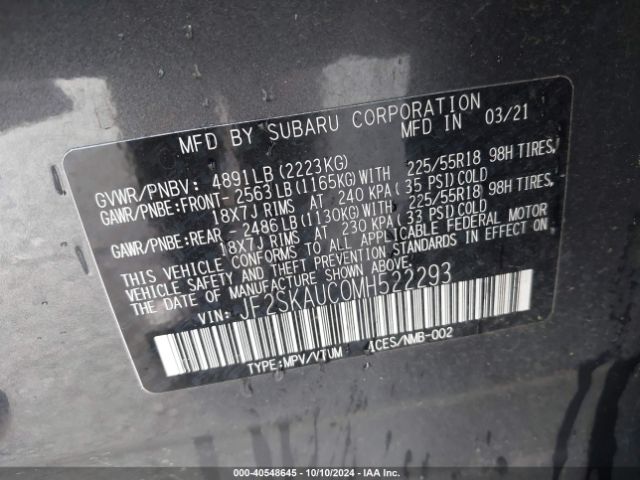 MFD BY SUBARU CORPORATION
MFD IN 03/21
GVWR/PNBV: 4891LB(2223KG)
GAWR/PNBE:FRONT- 2563LB(1165KG)WITH 225/55R18 98H TIRES,
18X7J RIMS AT 240 KPA(35 PSI)COLD
GAWR/PNBE:REAR - 2486LB(1130KG)WITH 225/55R18 98H TIRES,
18X7J RIMS AT 230 KPA(33 PSI)COLD
THIS VEHICLE CONFORMS TO ALL APPLICABLE FEDERAL MOTOR
VEHICLE SAFETY AND THEFT PREVENTION STANDARDS IN EFFECT ON
THE DATE OF MANUFACTURE SHOWN ABOVE.
VIN: JF2SKAUC0MH522293
TYPE:MPV/VTUM ACES/NMB-002
000-40548645 - 10/10/2024 - IAA Inc.